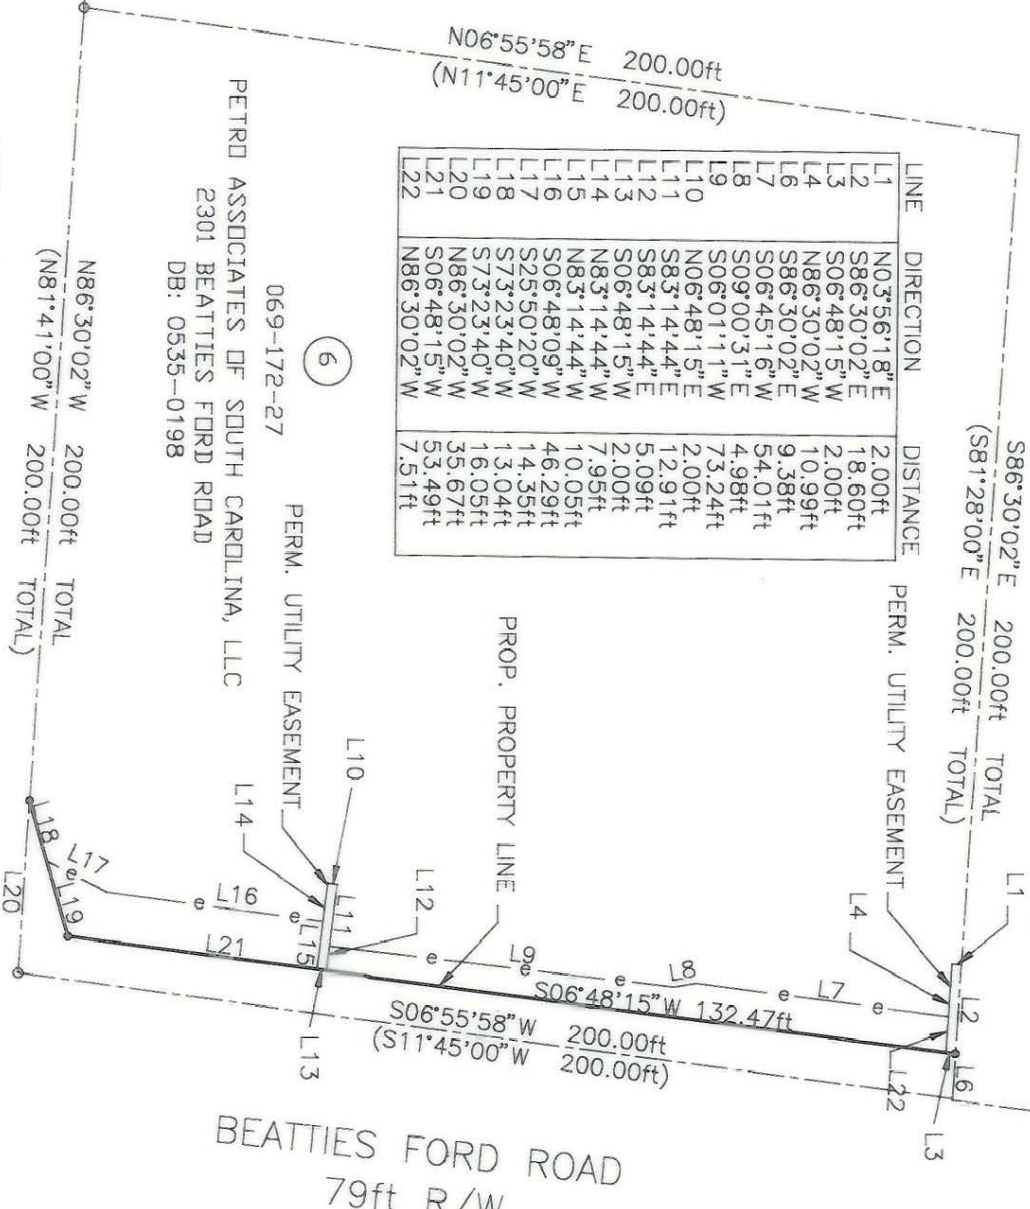 N06°55'58"E 200.00ft
(N11°45'00"E 200.00ft)
S86°30'02"E 200.00ft TOTAL
(S81°28'00"E 200.00ft TOTAL)
LINE DIRECTION DISTANCE
L1 N03°56'18"E 2.00ft
L2 S86°30'02"E 18.60ft
L3 S06°48'15"W 2.00ft
L4 N86°30'02"W 10.99ft
L6 S86°30'02"E 9.38ft
L7 S06°45'16"W 54.01ft
L8 S09°00'31"E 4.98ft
L9 S06°01'11"W 73.24ft
L10 N06°48'15"E 2.00ft
L11 S83°14'44"E 12.91ft
L12 S83°14'44"E 5.09ft
L13 S06°48'15"W 2.00ft
L14 N83°14'44"W 7.95ft
L15 N83°14'44"W 10.05ft
L16 S06°48'09"W 46.29ft
L17 S25°50'20"W 14.35ft
L18 S73°23'40"W 13.04ft
L19 S73°23'40"W 16.05ft
L20 N86°30'02"W 35.67ft
L21 S06°48'15"W 53.49ft
L22 N86°30'02"W 7.51ft
PERM. UTILITY EASEMENT
L1
L4
L2
L6
L3
L22
L7
e
e
L8
e
e
L9
e
PROP. PROPERTY LINE
S06°48'15"W 132.47ft
S06°55'58"W 200.00ft
(S11°45'00"W 200.00ft)
6
069-172-27
PETRO ASSOCIATES OF SOUTH CAROLINA, LLC
2301 BEATTIES FORD ROAD
DB: 0535-0198
PERM. UTILITY EASEMENT
L10
L14
L12
L11
L15
L13
e
L16
e
L21
L17
e
L18
L19
L20
N86°30'02"W 200.00ft TOTAL
(N81°41'00"W 200.00ft TOTAL)
BEATTIES FORD ROAD
79ft R/W